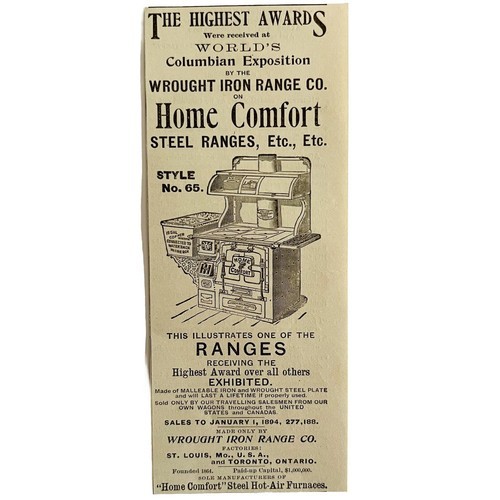 THE HIGHEST AWARDS
Were received at
WORLD'S
Columbian Exposition
BY THE
WROUGHT IRON RANGE CO.
ON
Home Comfort
STEEL RANGES, Etc., Etc.
STYLE
No. 65.
HOME
COMFORT
THIS ILLUSTRATES ONE OF THE
RANGES
RECEIVING THE
Highest Award over all others
EXHIBITED.
Made of MALLEABLE IRON and WROUGHT STEEL PLATE
and will LAST A LIFETIME if properly used.
Sold ONLY BY OUR TRAVELLING SALESMEN FROM OUR
OWN WAGONS throughout the UNITED
STATES and CANADAS.
SALES TO JANUARY 1, 1894, 277,188.
MADE ONLY BY
WROUGHT IRON RANGE CO.
FACTORIES:
ST. LOUIS, Mo., U.S.A.,
and TORONTO, ONTARIO.
Founded 1864. Paid-up Capital, $1,000,000.
SOLE MANUFACTURERS OF
"Home Comfort" Steel Hot-Air Furnaces.